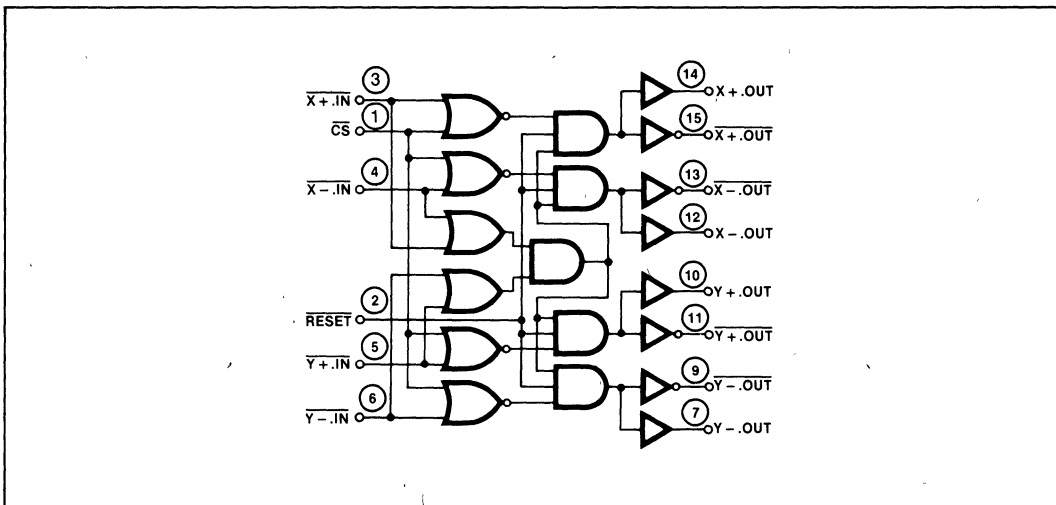 3
X+.IN
1
CS
4
X-.IN
2
RESET
5
Y+.IN
6
Y-.IN
14
X+.OUT
15
X+.OUT
13
X-.OUT
12
X-.OUT
10
Y+.OUT
11
Y+.OUT
9
Y-.OUT
7
Y-.OUT